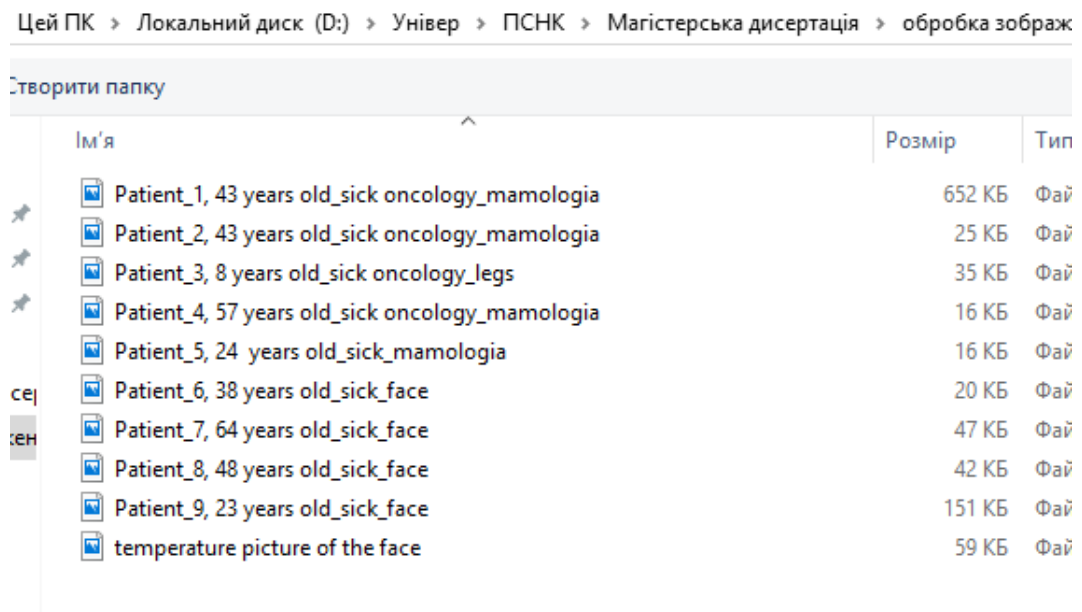 Цей ПК > Локальний диск (D:) > Універ > ПСНК > Магістерська дисертація > обробка зображ
Створити папку
Ім'я Розмір Тип
Patient_1, 43 years old_sick oncology_mamologia 652 КБ Фай
Patient_2, 43 years old_sick oncology_mamologia 25 КБ Фай
Patient_3, 8 years old_sick oncology_legs 35 КБ Фай
Patient_4, 57 years old_sick oncology_mamologia 16 КБ Фай
Patient_5, 24  years old_sick_mamologia 16 КБ Фай
Patient_6, 38 years old_sick_face 20 КБ Фай
Patient_7, 64 years old_sick_face 47 КБ Фай
Patient_8, 48 years old_sick_face 42 КБ Фай
Patient_9, 23 years old_sick_face 151 КБ Фай
temperature picture of the face 59 КБ Фай